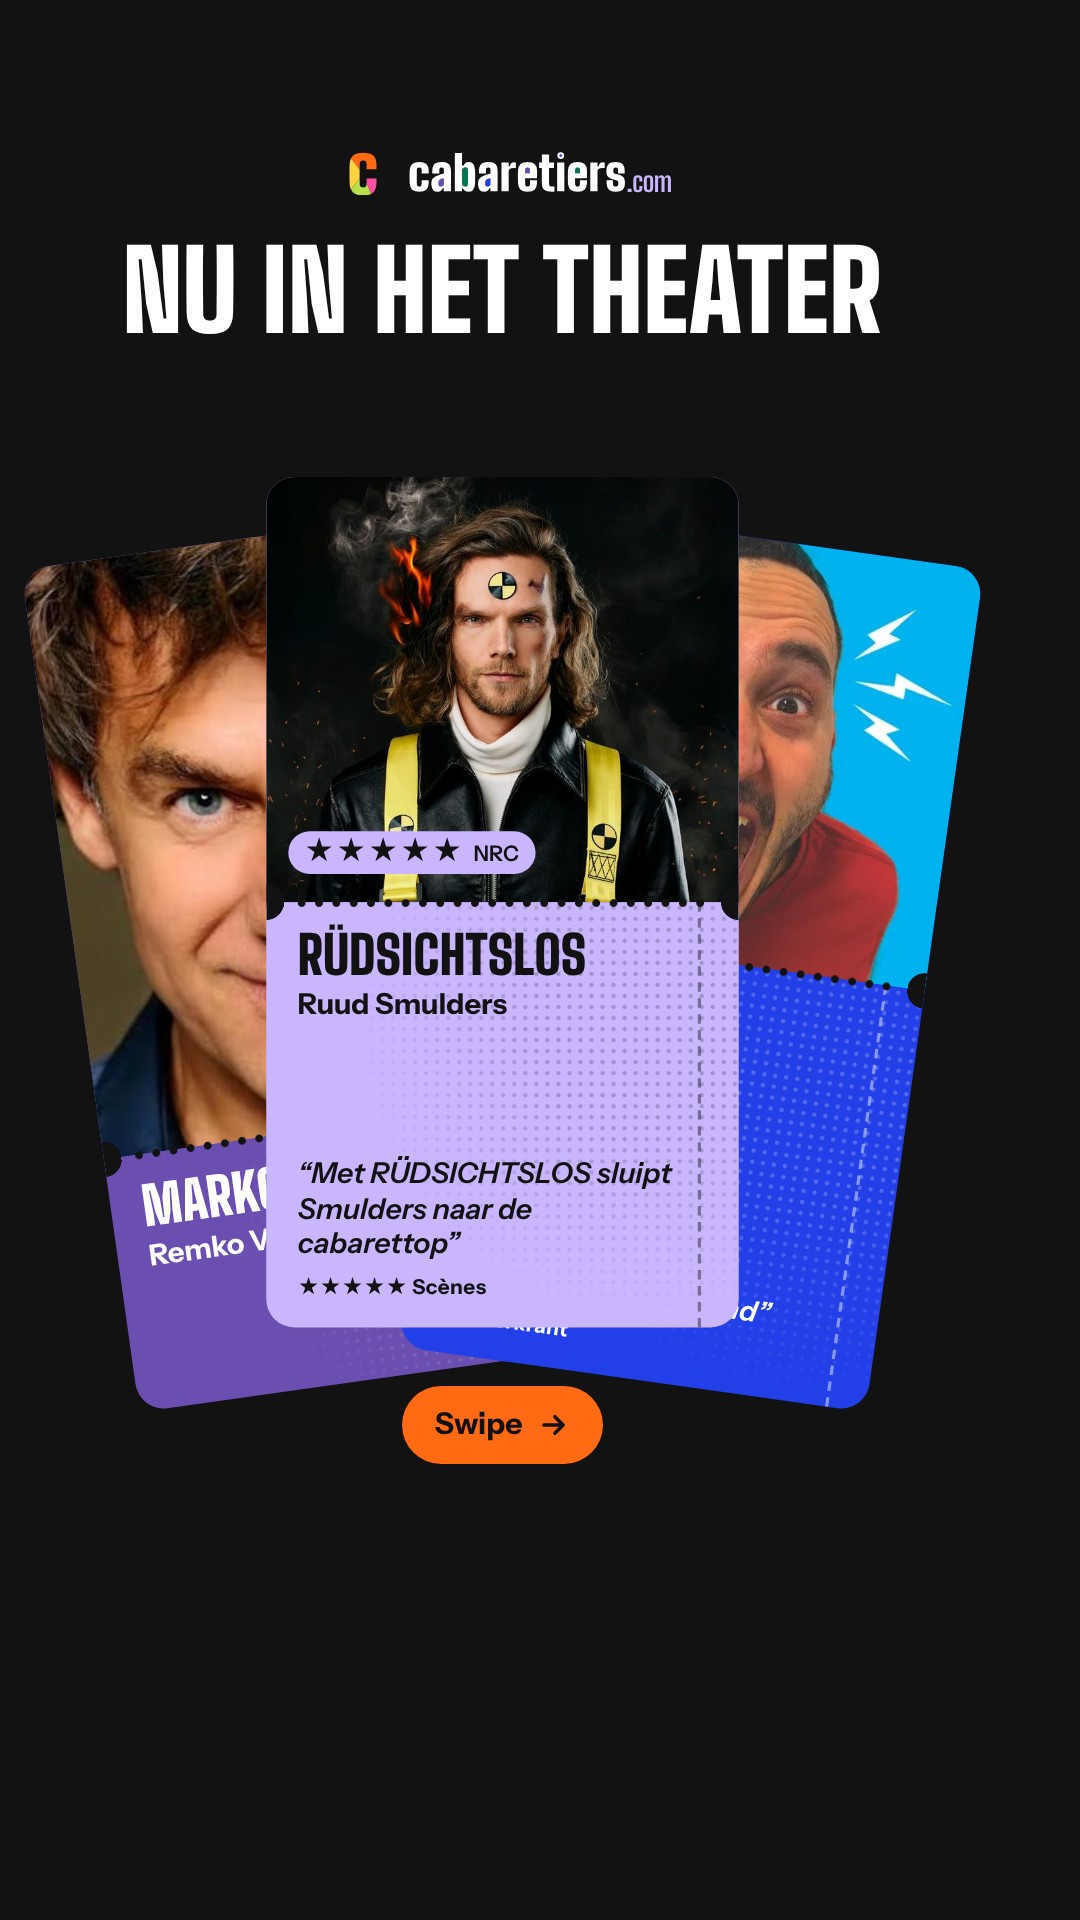 cabaretiers.com
NU IN HET THEATER
★★★★★ NRC
RÜDSICHTSLOS
Ruud Smulders
“Met RÜDSICHTSLOS sluipt
Smulders naar de
cabarettop”
★★★★★ Scènes
Remko
Swipe →